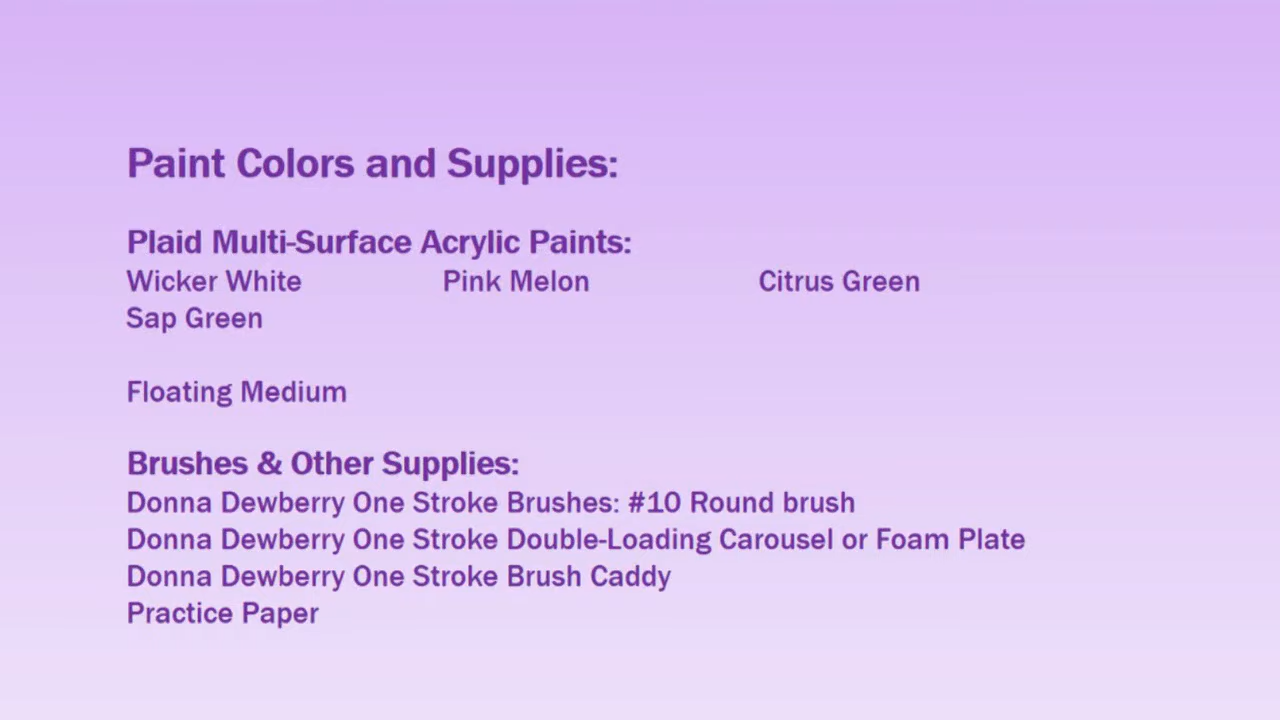 Paint Colors and Supplies:
Plaid Multi-Surface Acrylic Paints:
Wicker White Pink Melon Citrus Green
Sap Green
Floating Medium
Brushes & Other Supplies:
Donna Dewberry One Stroke Brushes: #10 Round brush
Donna Dewberry One Stroke Double-Loading Carousel or Foam Plate
Donna Dewberry One Stroke Brush Caddy
Practice Paper